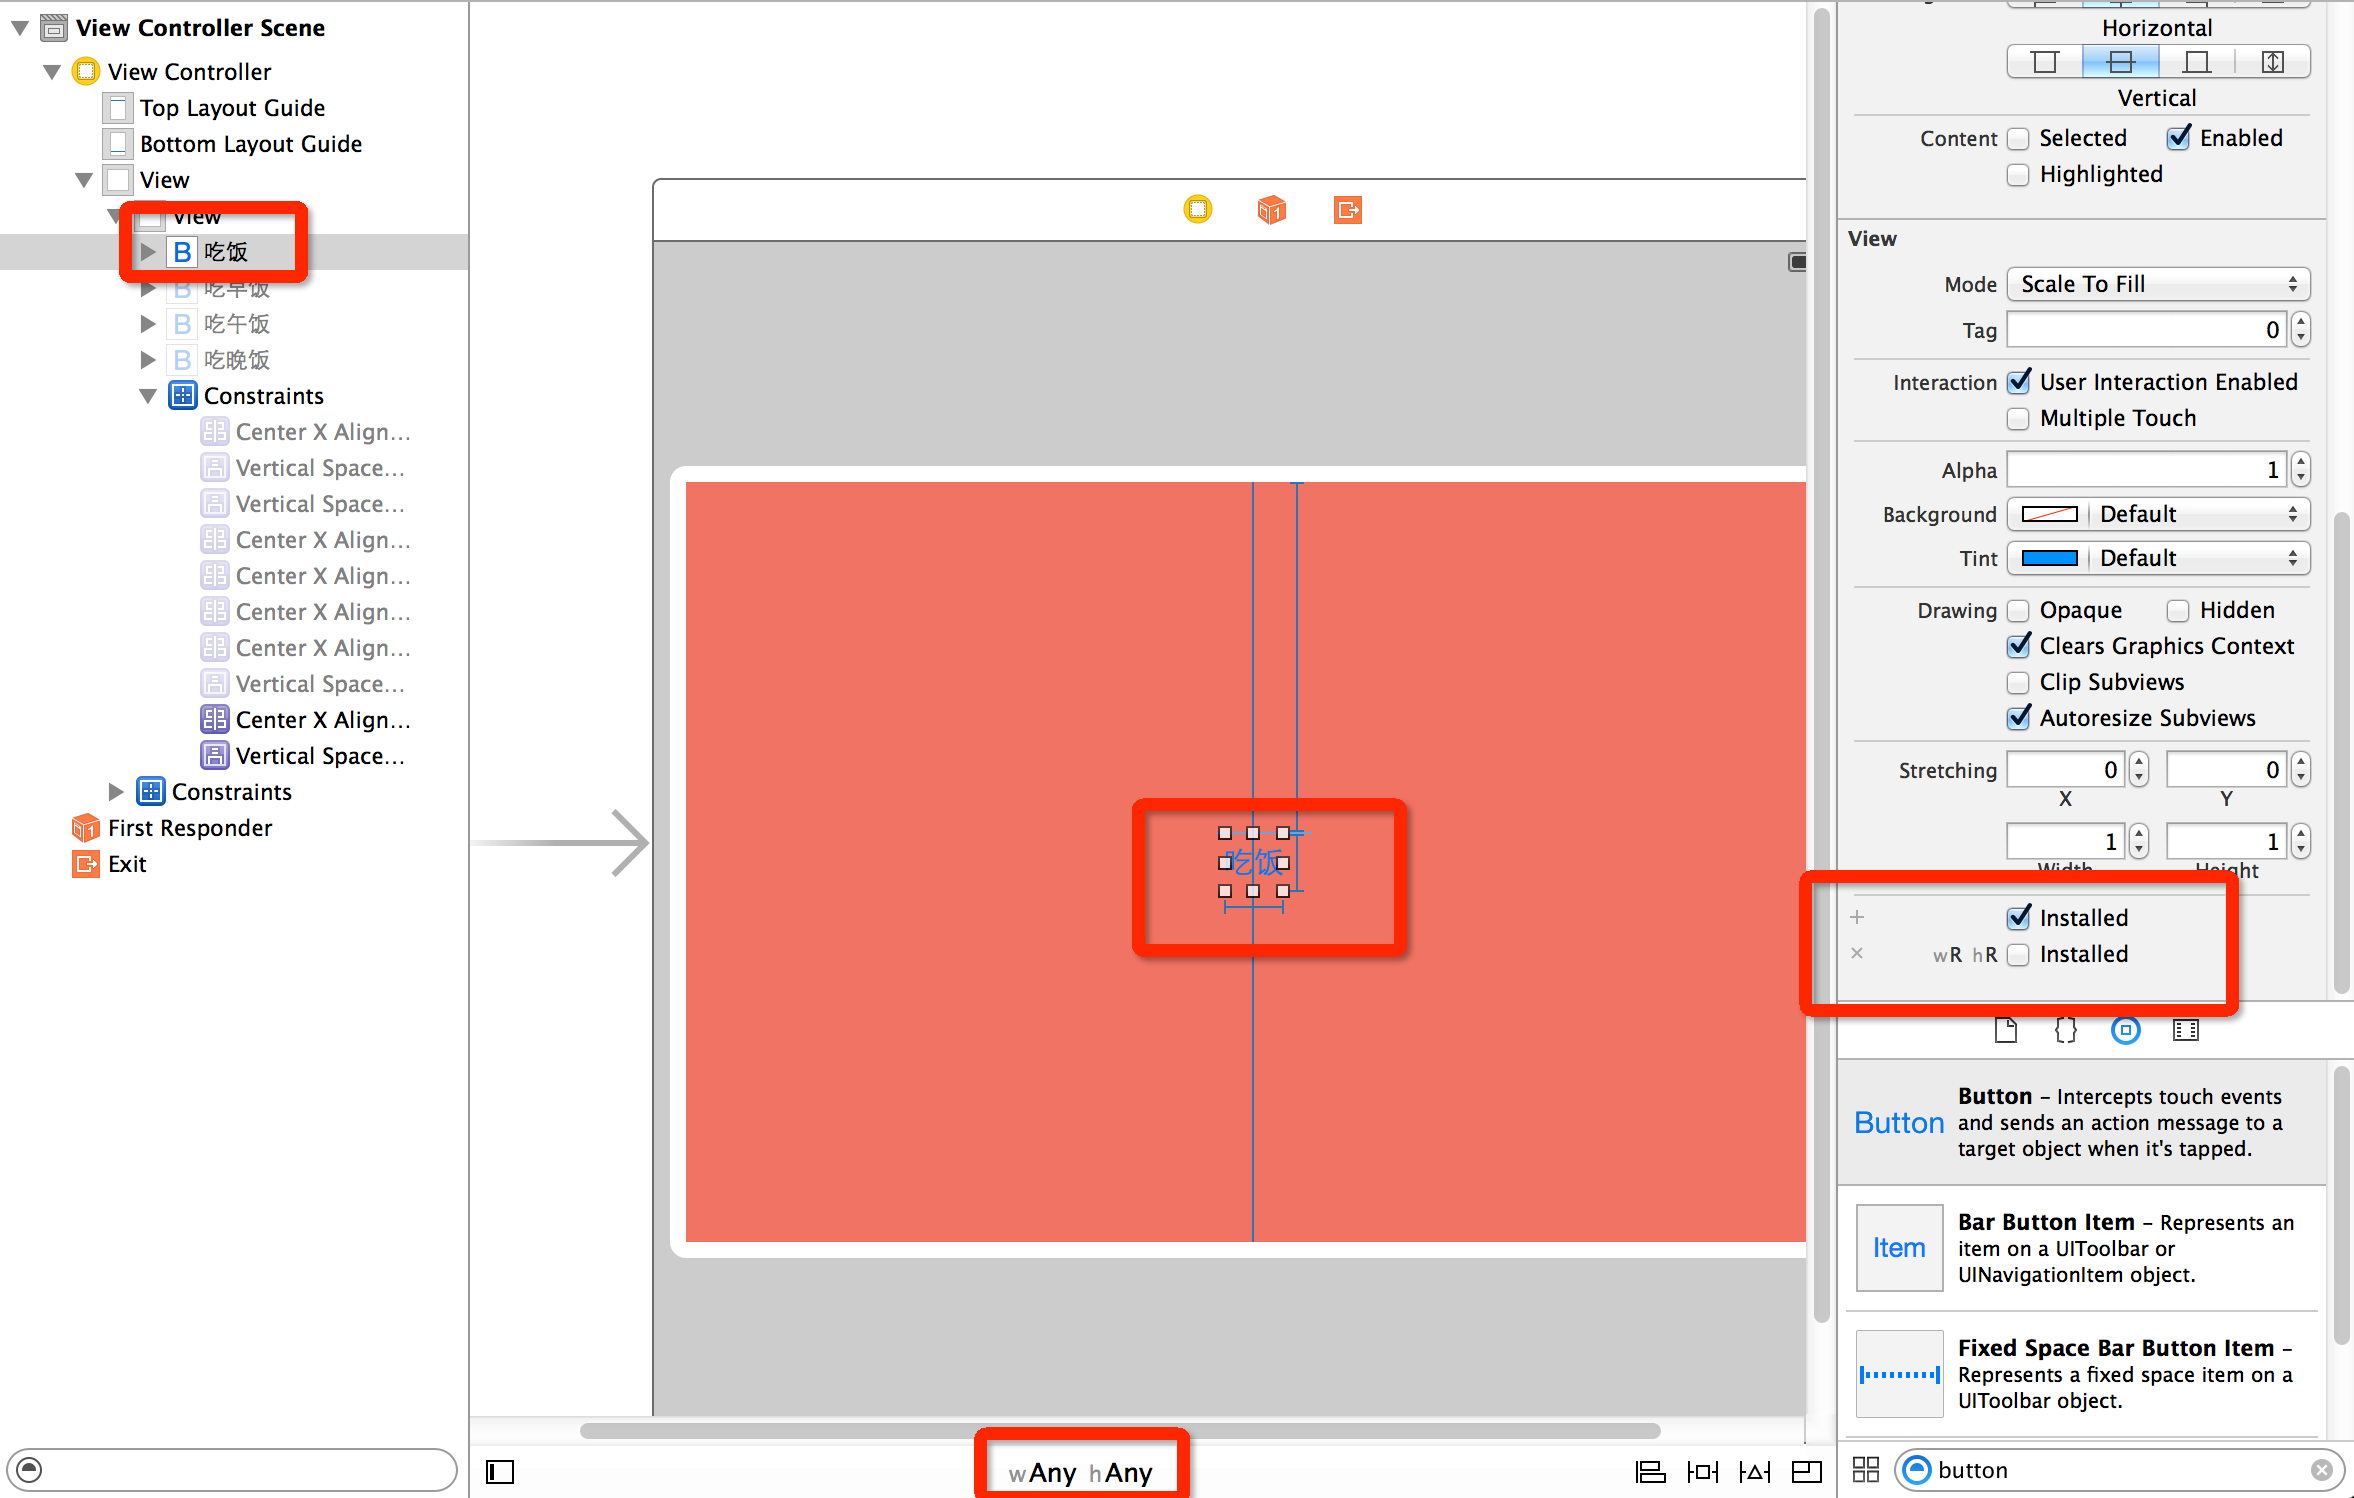 View Controller Scene
View Controller
Top Layout Guide
Bottom Layout Guide
View
View
B 吃饭
B 吃早饭
B 吃午饭
B 吃晚饭
Constraints
Center X Align...
Vertical Space...
Vertical Space...
Center X Align...
Center X Align...
Center X Align...
Center X Align...
Vertical Space...
Center X Align...
Vertical Space...
Constraints
First Responder
Exit
吃饭
wAny hAny
Horizontal
Vertical
Content Selected Enabled
Highlighted
View
Mode Scale To Fill
Tag 0
Interaction User Interaction Enabled
Multiple Touch
Alpha 1
Background Default
Tint Default
Drawing Opaque Hidden
Clears Graphics Context
Clip Subviews
Autoresize Subviews
Stretching 0 0
X Y
1 1
Width Height
+ Installed
× wR hR Installed
{}
Button
Button – Intercepts touch events
and sends an action message to a
target object when it's tapped.
Item
Bar Button Item – Represents an
item on a UIToolbar or
UINavigationItem object.
Fixed Space Bar Button Item –
Represents a fixed space item on a
UIToolbar object.
button